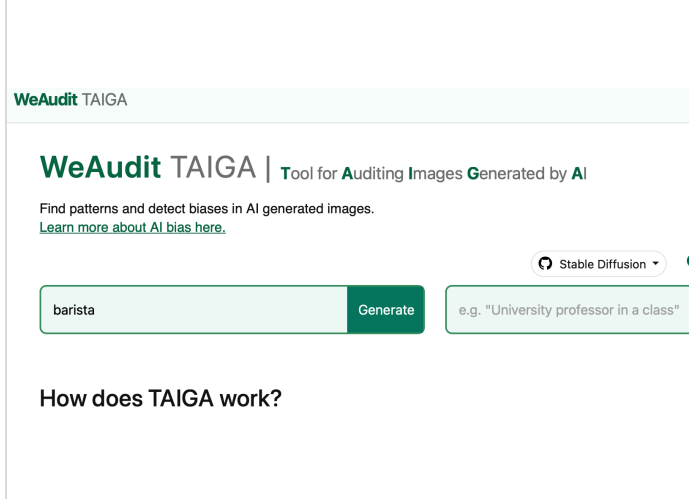 WeAudit TAIGA
WeAudit TAIGA | Tool for Auditing Images Generated by AI
Find patterns and detect biases in AI generated images.
Learn more about AI bias here.
Stable Diffusion
barista
Generate
e.g. "University professor in a class"
How does TAIGA work?